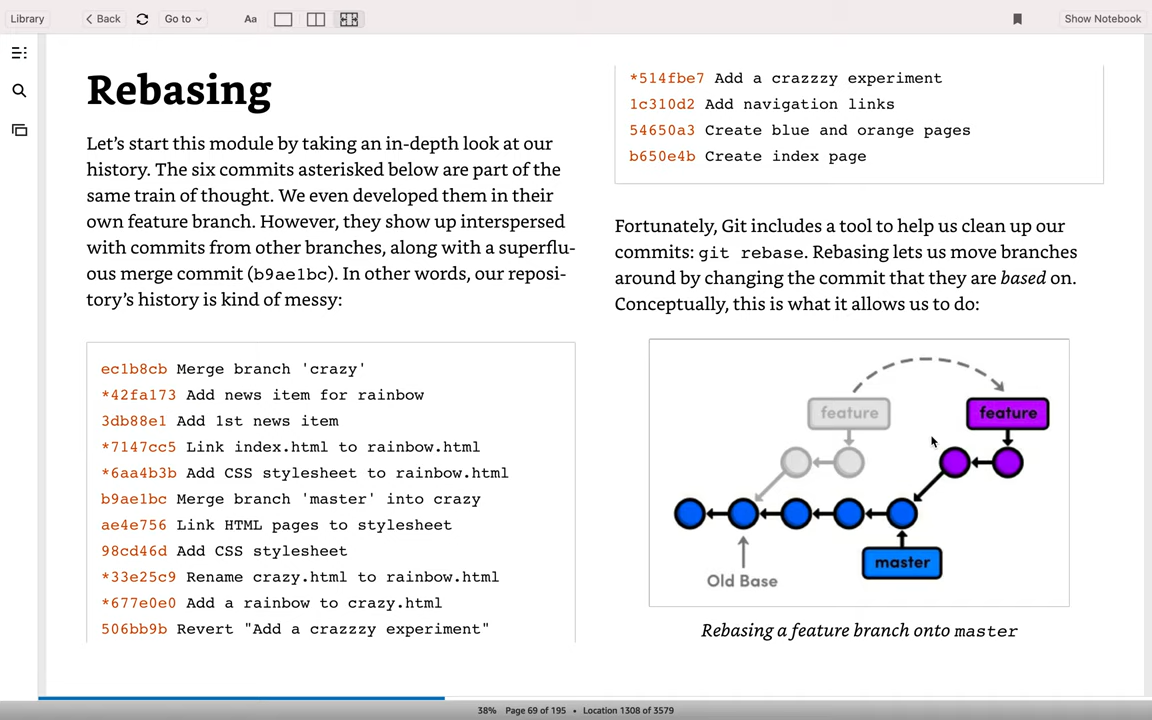 Library
Back
Go to
Aa
Show Notebook
Rebasing
Let’s start this module by taking an in-depth look at our
history. The six commits asterisked below are part of the
same train of thought. We even developed them in their
own feature branch. However, they show up interspersed
with commits from other branches, along with a superflu-
ous merge commit (b9ae1bc). In other words, our reposi-
tory’s history is kind of messy:
ec1b8cb Merge branch 'crazy'
*42fa173 Add news item for rainbow
3db88e1 Add 1st news item
*7147cc5 Link index.html to rainbow.html
*6aa4b3b Add CSS stylesheet to rainbow.html
b9ae1bc Merge branch 'master' into crazy
ae4e756 Link HTML pages to stylesheet
98cd46d Add CSS stylesheet
*33e25c9 Rename crazy.html to rainbow.html
*677e0e0 Add a rainbow to crazy.html
506bb9b Revert "Add a crazzzy experiment"
*514fbe7 Add a crazzzy experiment
1c310d2 Add navigation links
54650a3 Create blue and orange pages
b650e4b Create index page
Fortunately, Git includes a tool to help us clean up our
commits: git rebase. Rebasing lets us move branches
around by changing the commit that they are based on.
Conceptually, this is what it allows us to do:
feature
feature
master
Old Base
Rebasing a feature branch onto master
38% Page 69 of 195 • Location 1308 of 3579